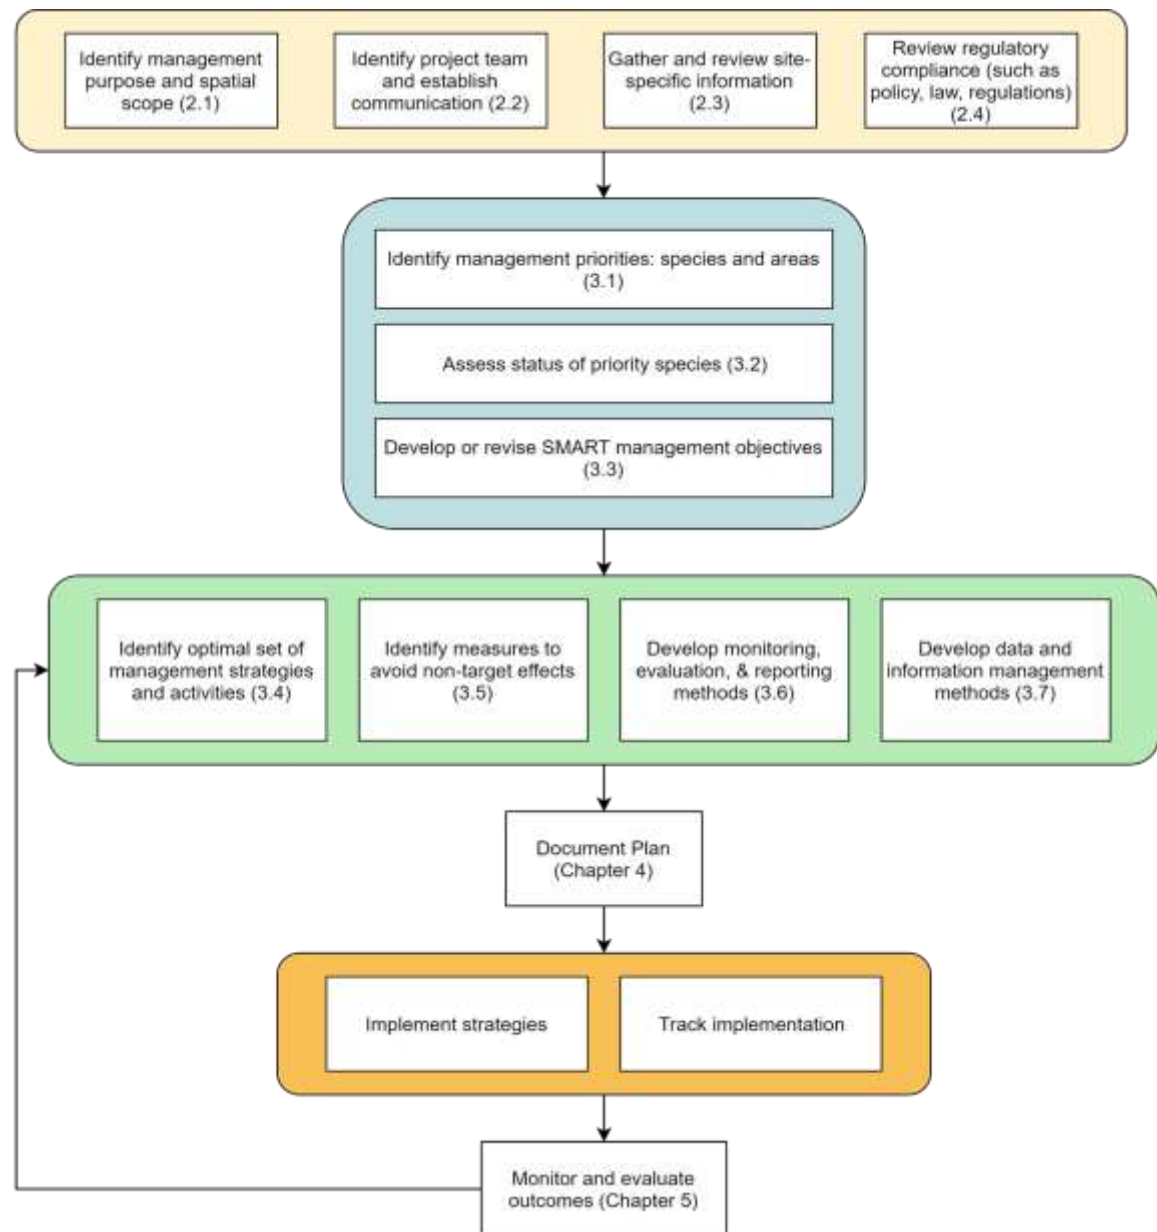 Identify management
purpose and spatial
scope (2.1)
Identify project team
and establish
communication (2.2)
Gather and review site-
specific information
(2.3)
Review regulatory
compliance (such as
policy, law, regulations)
(2.4)
Identify management priorities: species and areas
(3.1)
Assess status of priority species (3.2)
Develop or revise SMART management objectives
(3.3)
Identify optimal set of
management strategies
and activities (3.4)
Identify measures to
avoid non-target effects
(3.5)
Develop monitoring,
evaluation, & reporting
methods (3.6)
Develop data and
information management
methods (3.7)
Document Plan
(Chapter 4)
Implement strategies
Track implementation
Monitor and evaluate
outcomes (Chapter 5)